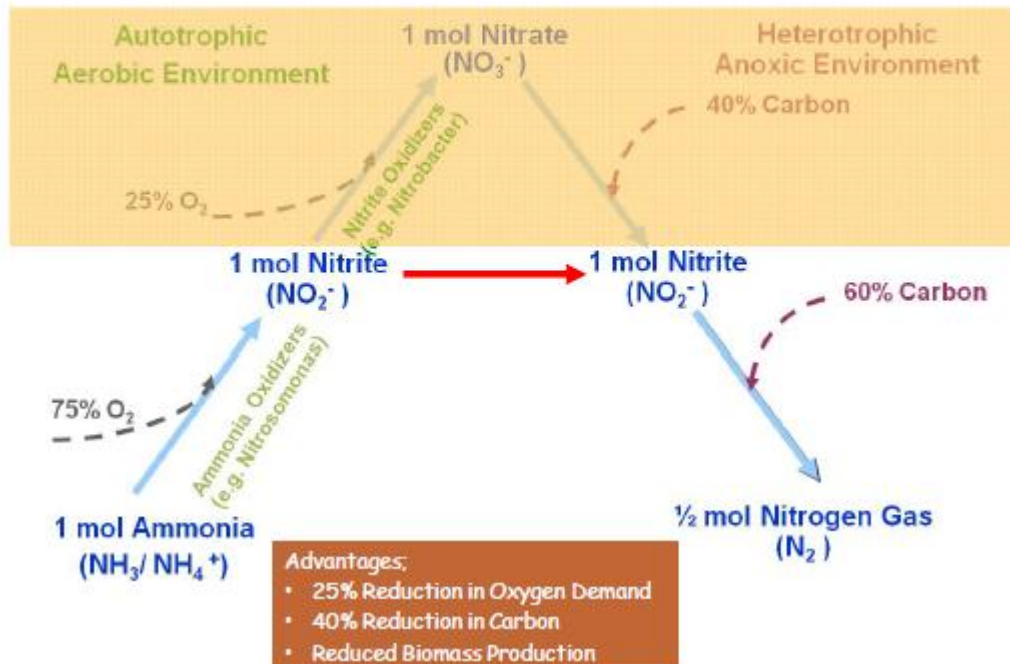 Autotrophic
Aerobic Environment
1 mol Nitrate
(NO₃⁻)
Heterotrophic
Anoxic Environment
40% Carbon
25% O₂
Nitrite Oxidizers
(e.g. Nitrobacter)
1 mol Nitrite
(NO₂⁻)
1 mol Nitrite
(NO₂⁻)
60% Carbon
75% O₂
Ammonia Oxidizers
(e.g. Nitrosomonas)
1 mol Ammonia
(NH₃/ NH₄⁺)
½ mol Nitrogen Gas
(N₂)
Advantages;
• 25% Reduction in Oxygen Demand
• 40% Reduction in Carbon
• Reduced Biomass Production